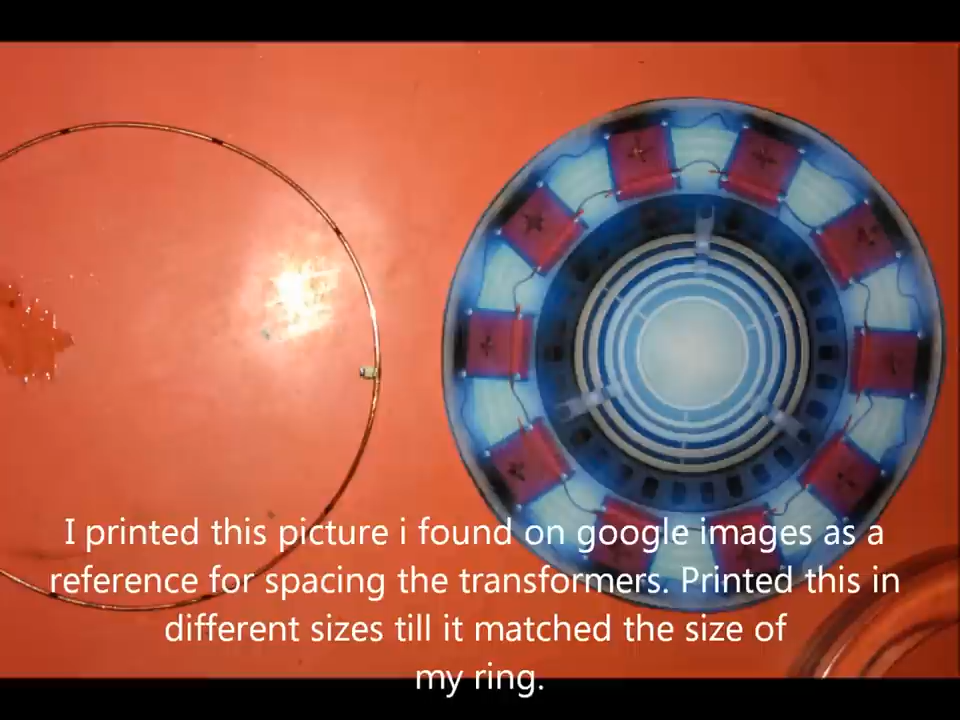 I printed this picture i found on google images as a
reference for spacing the transformers. Printed this in
different sizes till it matched the size of
my ring.